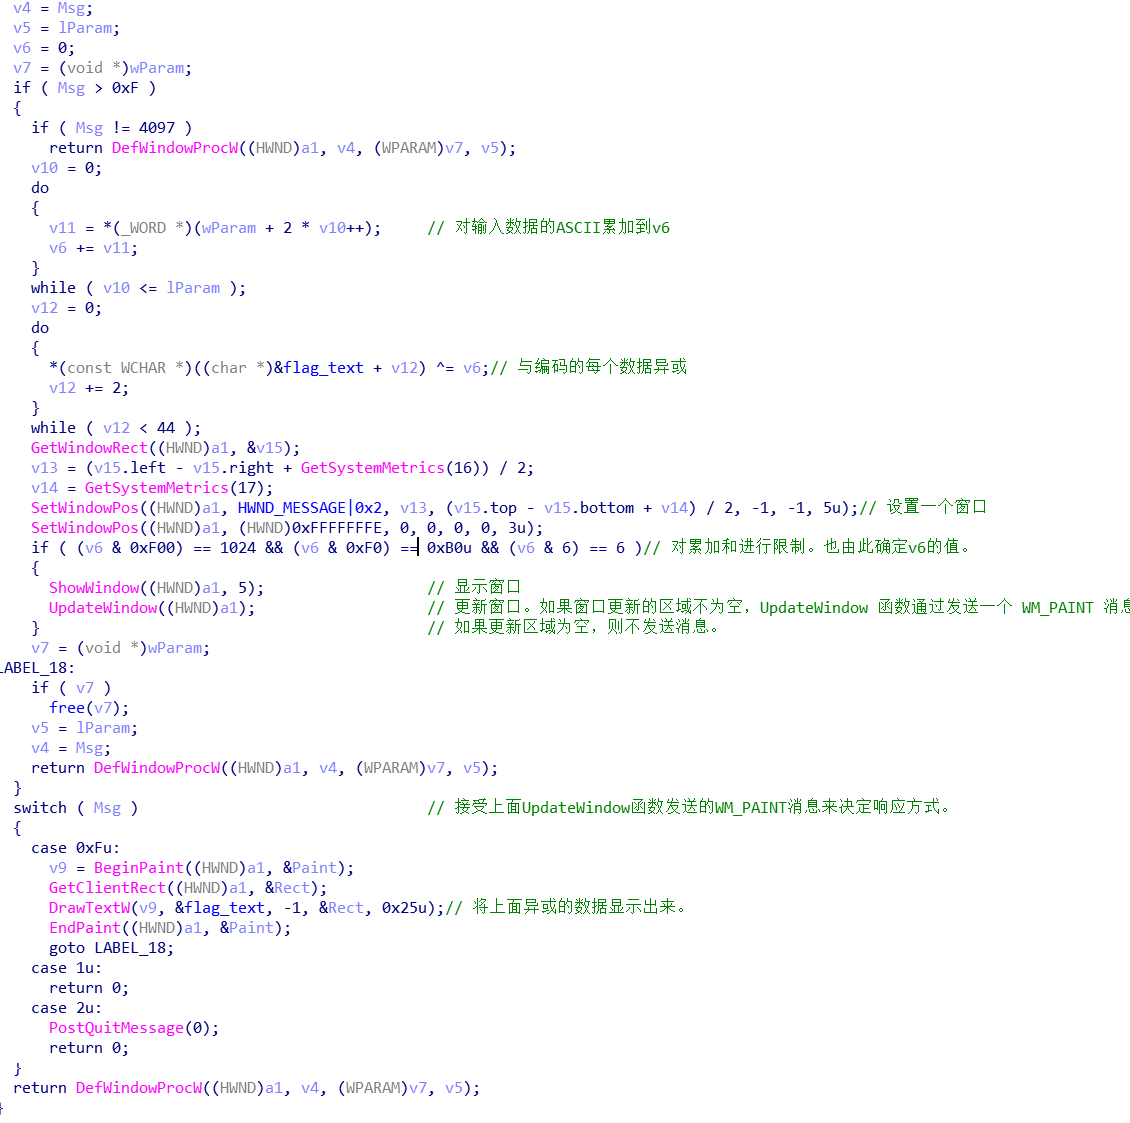 v4 = Msg;
v5 = lParam;
v6 = 0;
v7 = (void *)wParam;
if ( Msg > 0xF )
{
if ( Msg != 4097 )
return DefWindowProcW((HWND)a1, v4, (WPARAM)v7, v5);
v10 = 0;
do
{
v11 = *(_WORD *)(wParam + 2 * v10++); // 对输入数据的ASCII累加到v6
v6 += v11;
}
while ( v10 <= lParam );
v12 = 0;
do
{
*(const WCHAR *)((char *)&flag_text + v12) ^= v6;// 与编码的每个数据异或
v12 += 2;
}
while ( v12 < 44 );
GetWindowRect((HWND)a1, &v15);
v13 = (v15.left - v15.right + GetSystemMetrics(16)) / 2;
v14 = GetSystemMetrics(17);
SetWindowPos((HWND)a1, HWND_MESSAGE|0x2, v13, (v15.top - v15.bottom + v14) / 2, -1, -1, 5u);// 设置一个窗口
SetWindowPos((HWND)a1, (HWND)0xFFFFFFFE, 0, 0, 0, 0, 3u);
if ( (v6 & 0xF00) == 1024 && (v6 & 0xF0) == 0xB0u && (v6 & 6) == 6 )// 对累加和进行限制。也由此确定v6的值。
{
ShowWindow((HWND)a1, 5); // 显示窗口
UpdateWindow((HWND)a1); // 更新窗口。如果窗口更新的区域不为空，UpdateWindow 函数通过发送一个 WM_PAINT 消息
} // 如果更新区域为空，则不发送消息。
v7 = (void *)wParam;
LABEL_18:
if ( v7 )
free(v7);
v5 = lParam;
v4 = Msg;
return DefWindowProcW((HWND)a1, v4, (WPARAM)v7, v5);
}
switch ( Msg ) // 接受上面UpdateWindow函数发送的WM_PAINT消息来决定响应方式。
{
case 0xFu:
v9 = BeginPaint((HWND)a1, &Paint);
GetClientRect((HWND)a1, &Rect);
DrawTextW(v9, &flag_text, -1, &Rect, 0x25u);// 将上面异或的数据显示出来。
EndPaint((HWND)a1, &Paint);
goto LABEL_18;
case 1u:
return 0;
case 2u:
PostQuitMessage(0);
return 0;
}
return DefWindowProcW((HWND)a1, v4, (WPARAM)v7, v5);
}